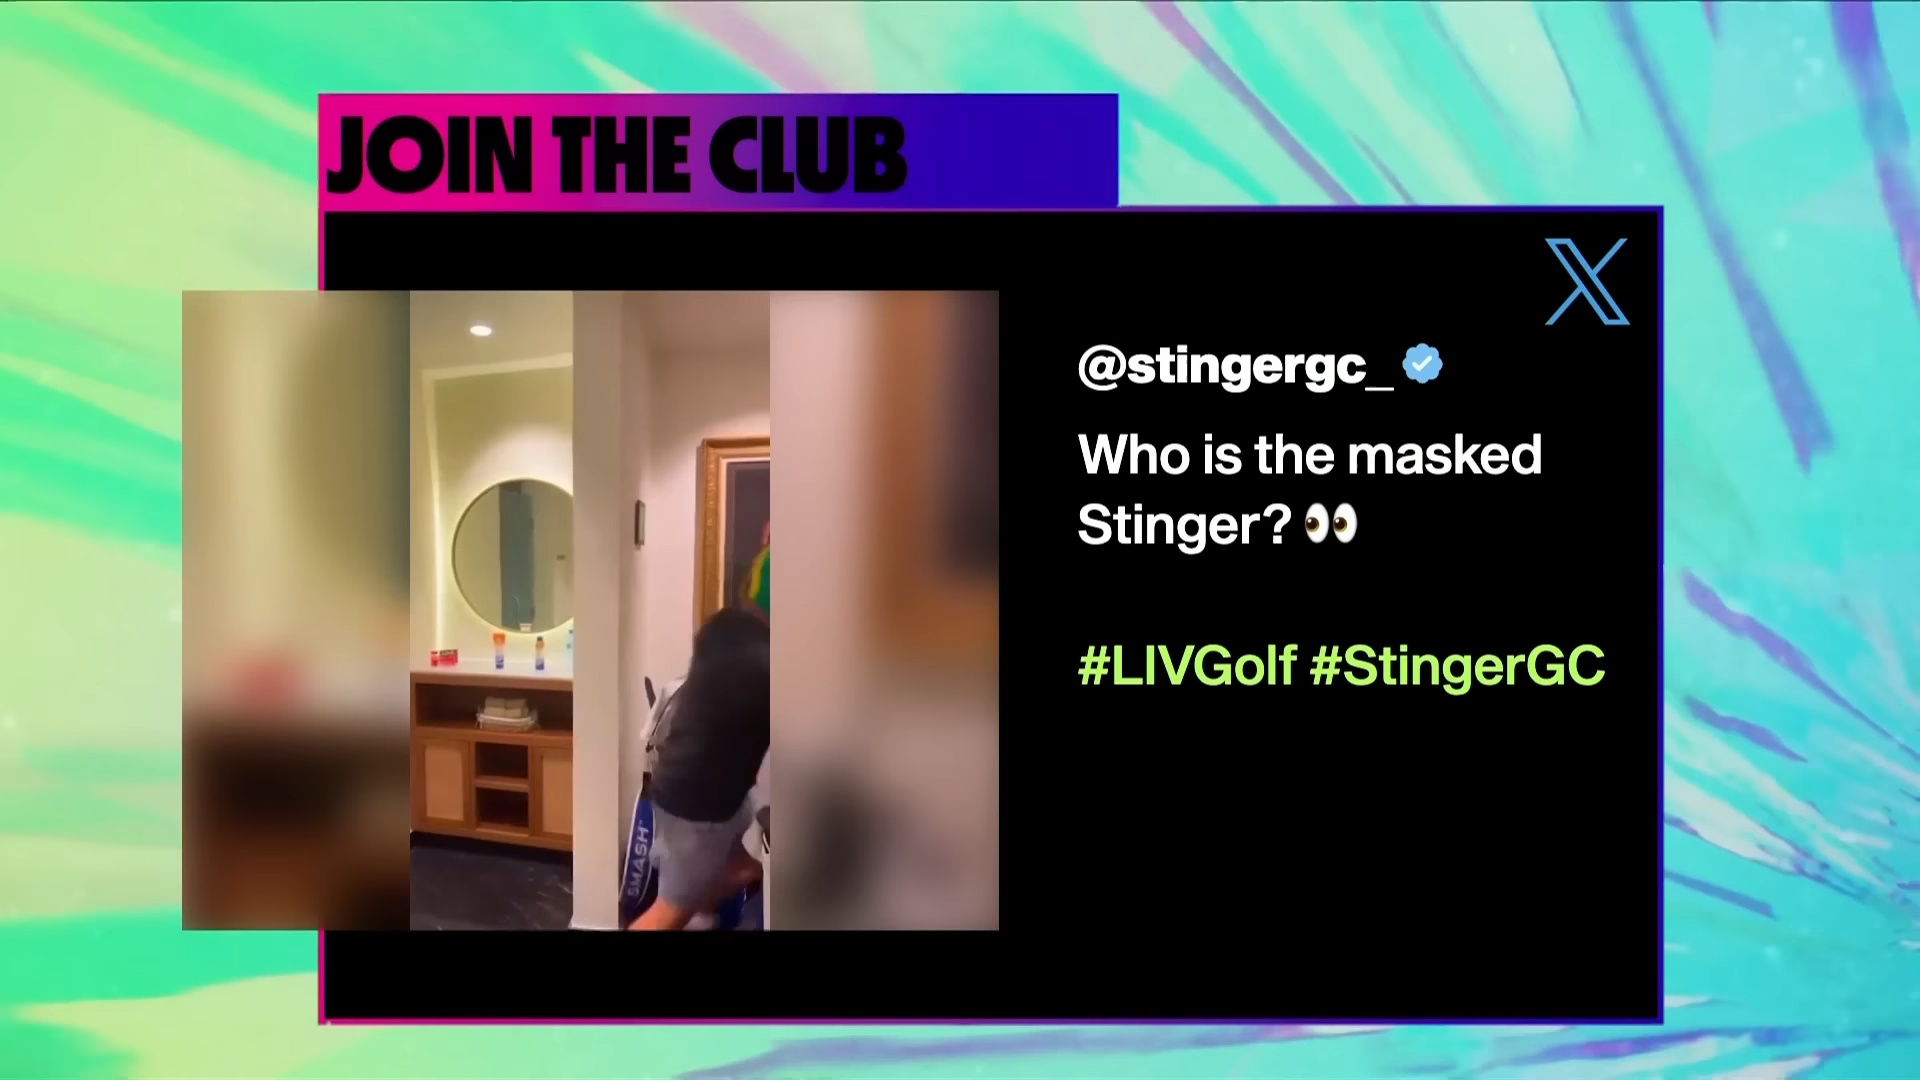 JOIN THE CLUB
@stingergc_
Who is the masked
Stinger? 👀
#LIVGolf #StingerGC
SMASH